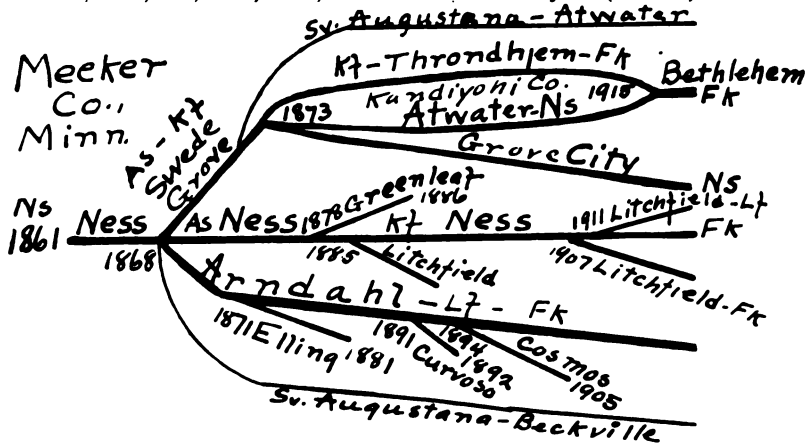 Sv. Augustana-Atwater
Meeker
Co.,
Minn.
Kf-Throndhjem-Fk
Bethlehem
Fk
Kandiyohi Co.
1873
1915
Atwater-Ns
As-Kf
Swede
Grove
Grove City
Ns
Ns
1861
Ness
1868
As Ness
1878 Greenleaf
1886
Kf Ness
1911 Litchfield-Lf
Fk
1885
Litchfield
1907 Litchfield-Fk
Arndahl-Lf-Fk
1871 Elling 1881
1891
Curvoso
1892
1894
Cosmos
1905
Sv. Augustana-Beckville